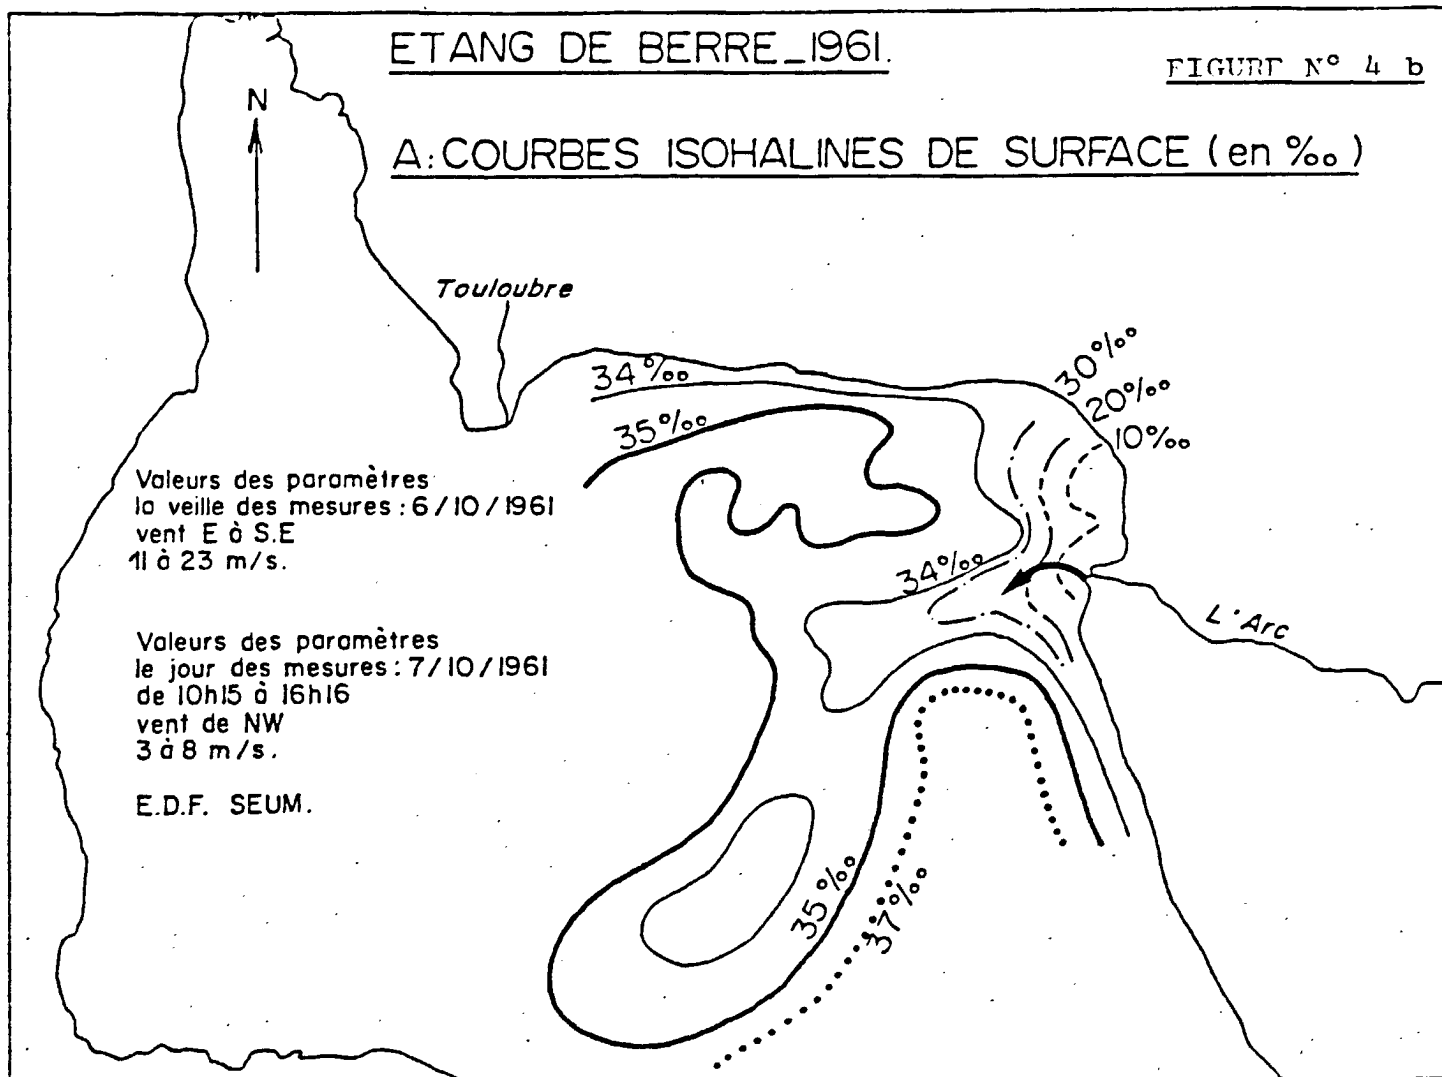 ETANG DE BERRE_1961.
FIGURE N° 4 b
N
A: COURBES ISOHALINES DE SURFACE (en ‰)
Touloubre
34‰
35‰
30‰
20‰
10‰
Valeurs des paramètres
la veille des mesures : 6/10/1961
vent E à S.E
11 à 23 m/s.
34‰
L'Arc
Valeurs des paramètres
le jour des mesures : 7/10/1961
de 10h15 à 16h16
vent de NW
3 à 8 m/s.
E.D.F. SEUM.
35‰
37‰